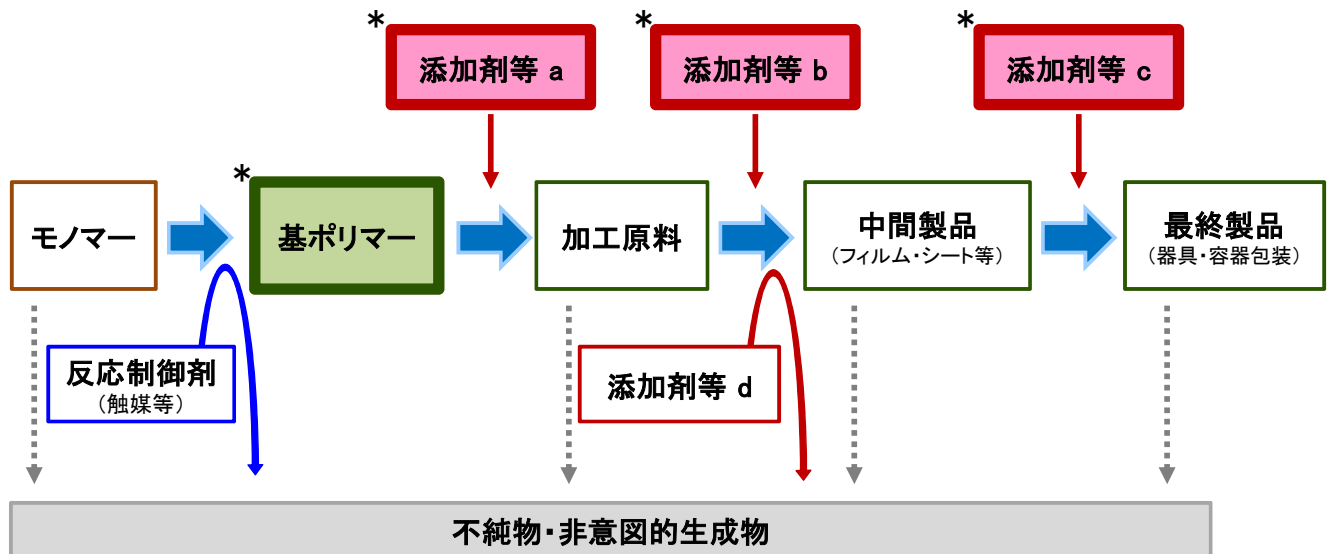 *
添加剤等 a
*
添加剤等 b
*
添加剤等 c
モノマー
*
基ポリマー
加工原料
中間製品
（フィルム・シート等）
最終製品
（器具・容器包装）
反応制御剤
（触媒等）
添加剤等 d
不純物・非意図的生成物